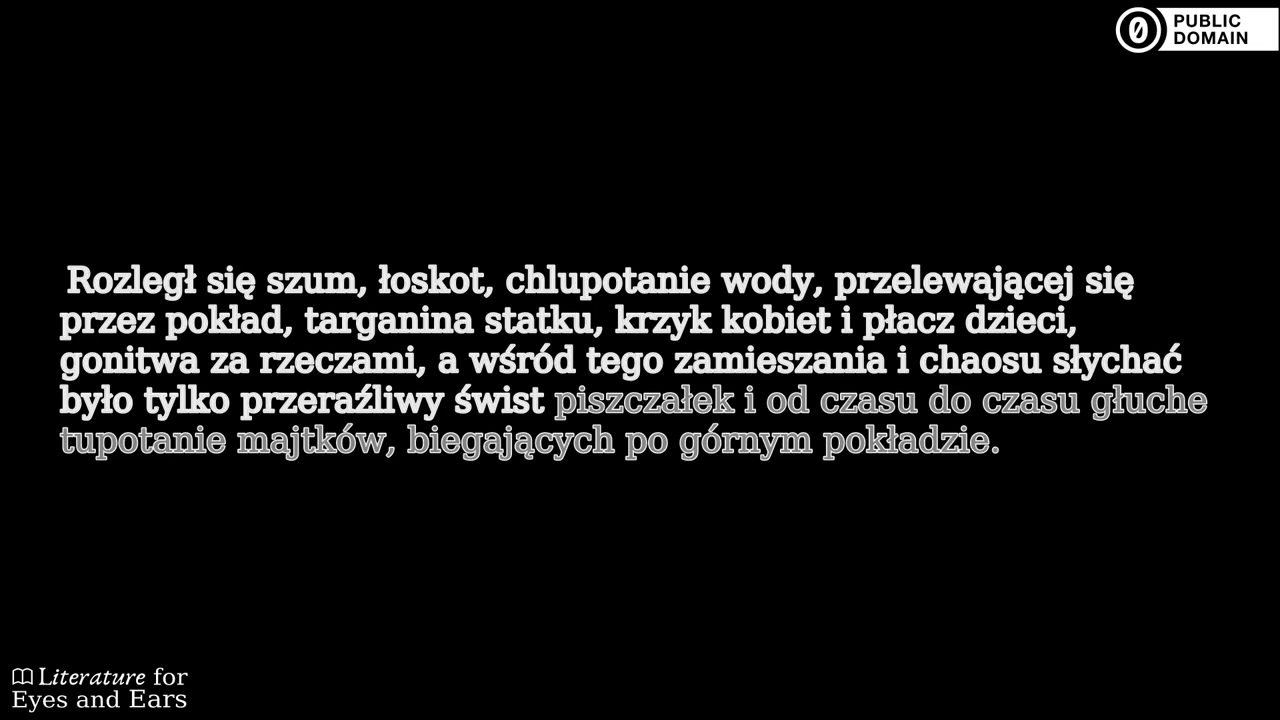 PUBLIC
DOMAIN
Rozległ się szum, łoskot, chlupotanie wody, przelewającej się
przez pokład, targanina statku, krzyk kobiet i płacz dzieci,
gonitwa za rzeczami, a wśród tego zamieszania i chaosu słychać
było tylko przeraźliwy świst piszczałek i od czasu do czasu głuche
tupotanie majtków, biegających po górnym pokładzie.
Literature for
Eyes and Ears